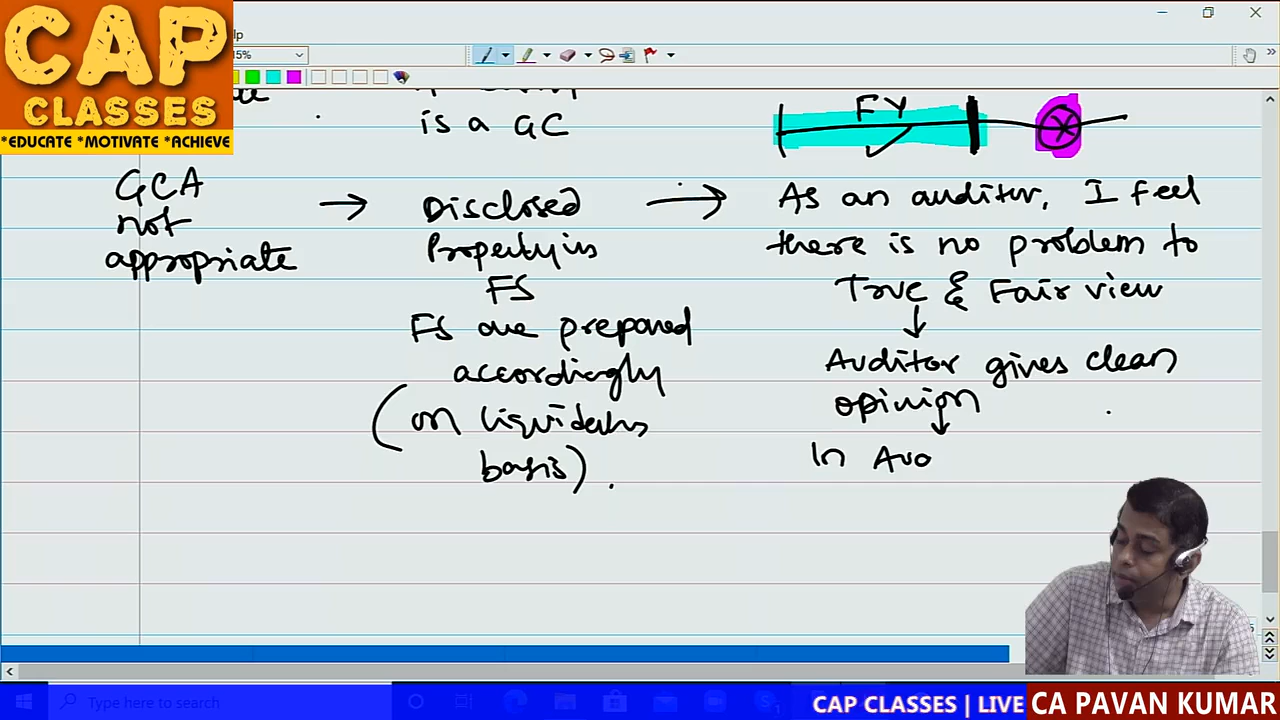 CAP
CLASSES
*EDUCATE *MOTIVATE *ACHIEVE
lp
5%
is a GC
FY
GCA
not
appropriate
→ Disclosed
Properly in
FS
FS are prepared
accordingly
(on liquidation
basis).
→ As an auditor, I feel
there is no problem to
True & Fair view
↓
Auditor gives clean
opinion
↓
In Aud
Type here to search
CAP CLASSES | LIVE
CA PAVAN KUMAR